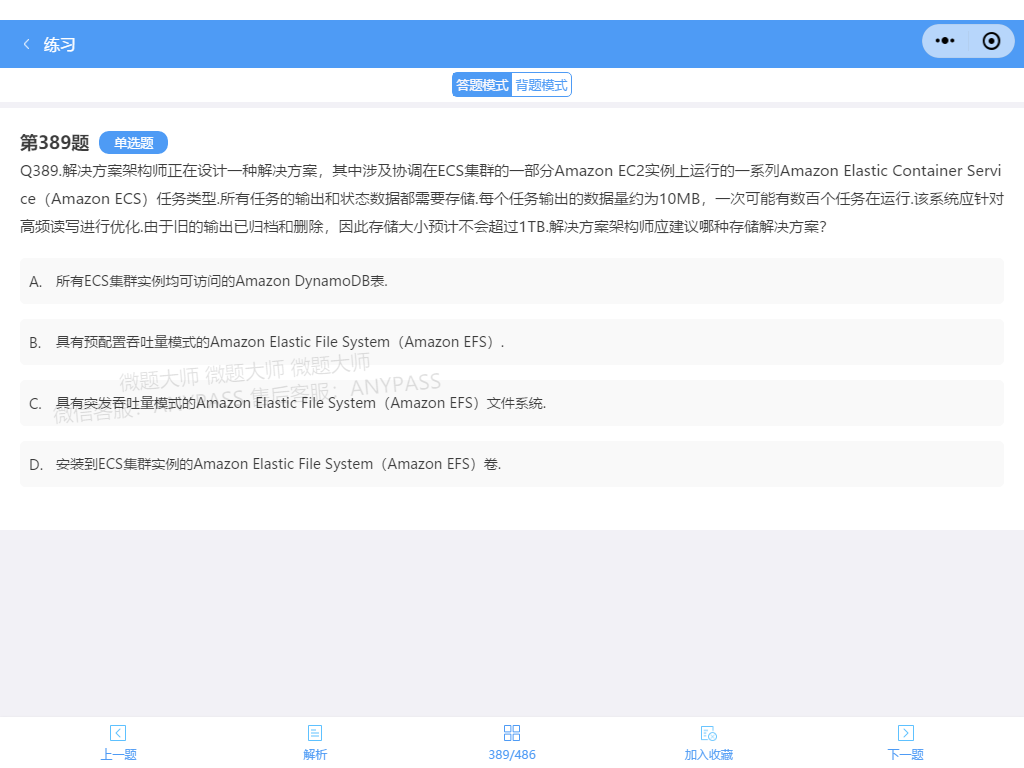 练习
答题模式 背题模式
第389题 单选题
Q389.解决方案架构师正在设计一种解决方案，其中涉及协调在ECS集群的一部分Amazon EC2实例上运行的一系列Amazon Elastic Container Servi
ce（Amazon ECS）任务类型.所有任务的输出和状态数据都需要存储.每个任务输出的数据量约为10MB，一次可能有数百个任务在运行.该系统应针对
高频读写进行优化.由于旧的输出已归档和删除，因此存储大小预计不会超过1TB.解决方案架构师应建议哪种存储解决方案？
A. 所有ECS集群实例均可访问的Amazon DynamoDB表.
B. 具有预配置吞吐量模式的Amazon Elastic File System（Amazon EFS）.
微题大师 微题大师 微题大师
微信客服：ANYPASS 售后客服：ANYPASS
C. 具有突发吞吐量模式的Amazon Elastic File System（Amazon EFS）文件系统.
D. 安装到ECS集群实例的Amazon Elastic File System（Amazon EFS）卷.
上一题 解析 389/486 加入收藏 下一题